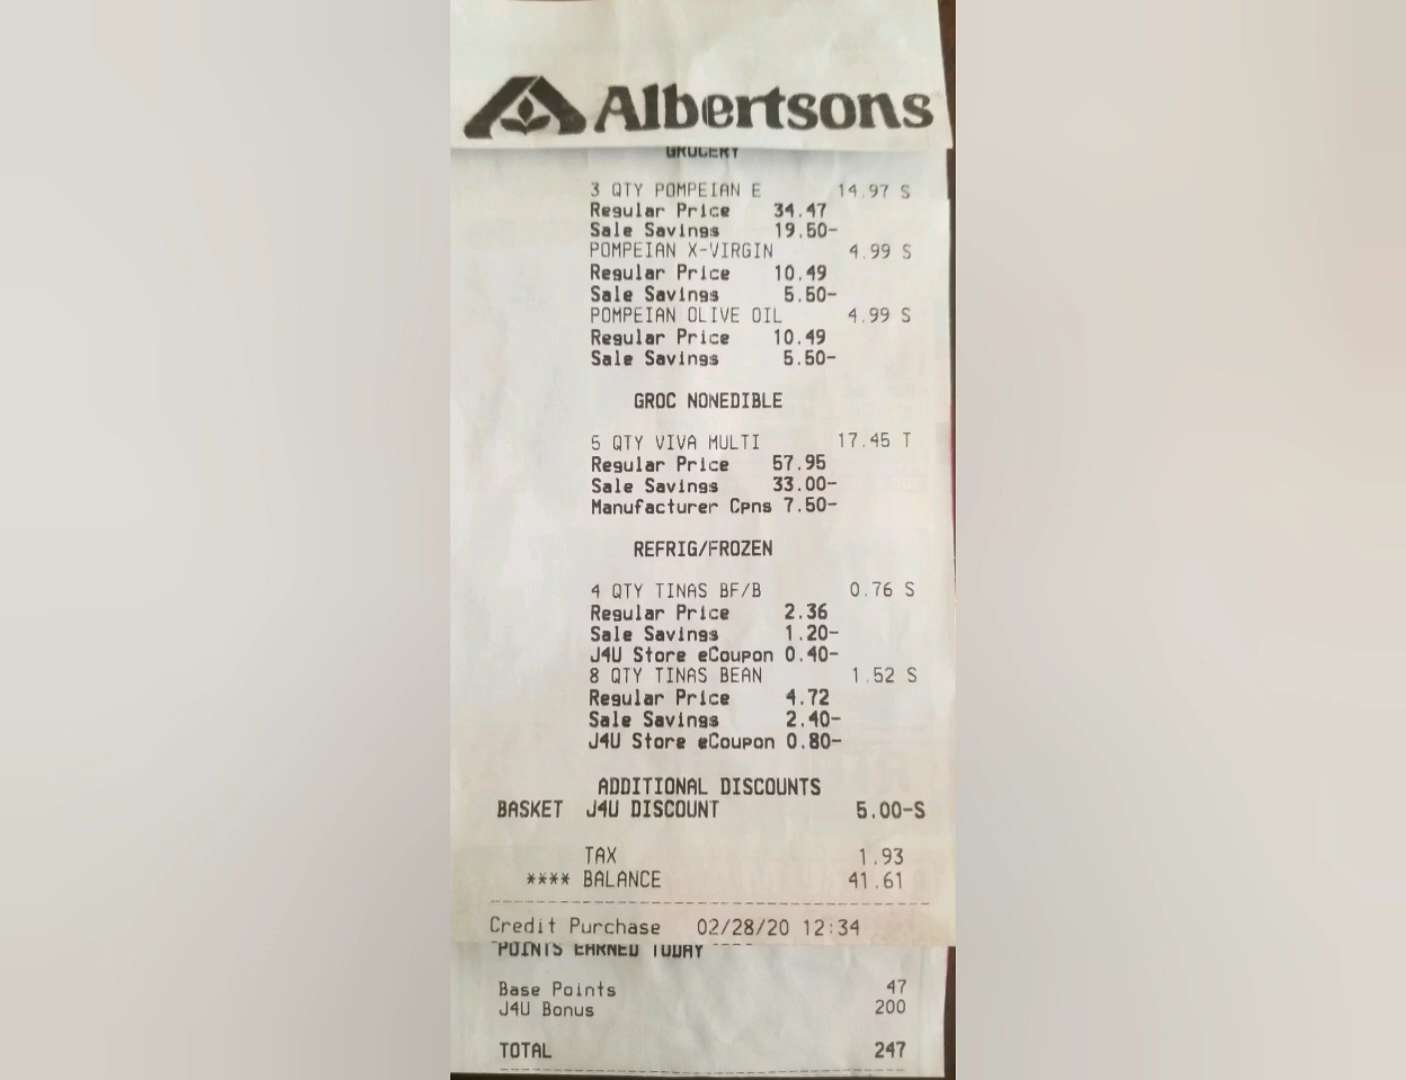 Albertsons
GROCERY
3 QTY POMPEIAN E 14.97 S
Regular Price 34.47
Sale Savings 19.50-
POMPEIAN X-VIRGIN 4.99 S
Regular Price 10.49
Sale Savings 5.50-
POMPEIAN OLIVE OIL 4.99 S
Regular Price 10.49
Sale Savings 5.50-
GROC NONEDIBLE
5 QTY VIVA MULTI 17.45 T
Regular Price 57.95
Sale Savings 33.00-
Manufacturer Cpns 7.50-
REFRIG/FROZEN
4 QTY TINAS BF/B 0.76 S
Regular Price 2.36
Sale Savings 1.20-
J4U Store eCoupon 0.40-
8 QTY TINAS BEAN 1.52 S
Regular Price 4.72
Sale Savings 2.40-
J4U Store eCoupon 0.80-
ADDITIONAL DISCOUNTS
BASKET J4U DISCOUNT 5.00-S
TAX 1.93
**** BALANCE 41.61
Credit Purchase 02/28/20 12:34
POINTS EARNED TODAY ----
Base Points 47
J4U Bonus 200
TOTAL 247